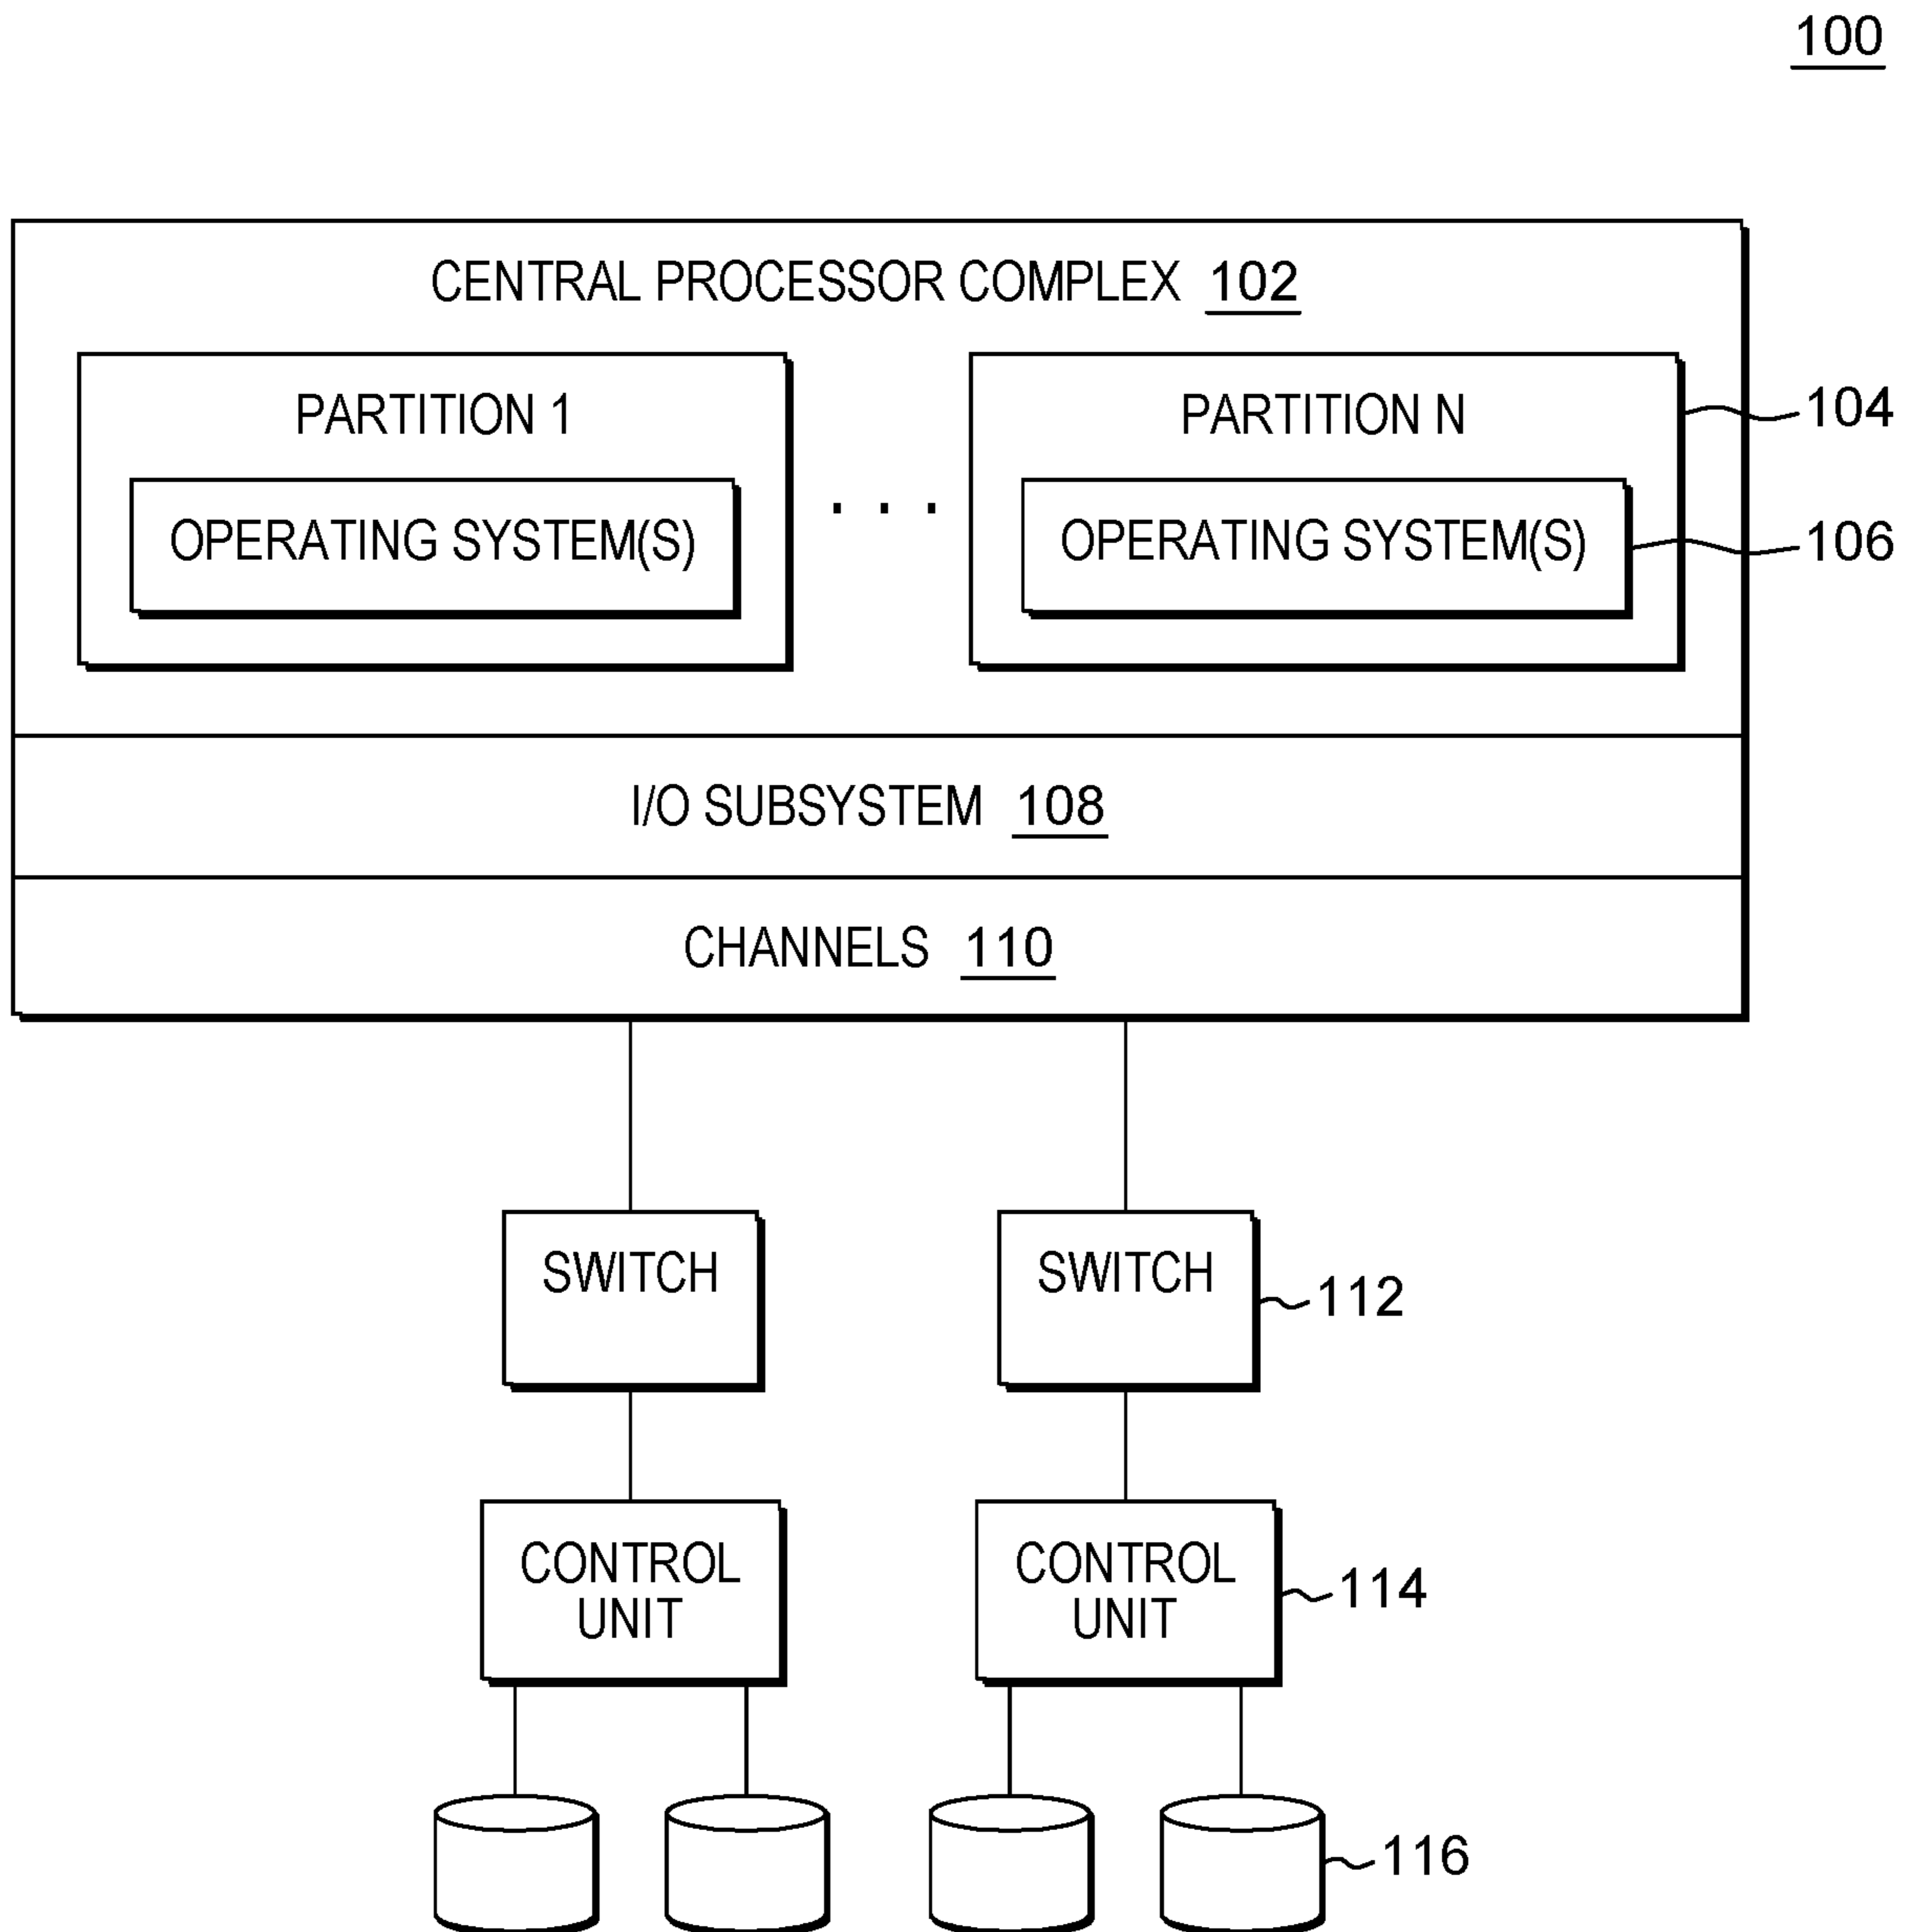 100
CENTRAL PROCESSOR COMPLEX 102
PARTITION 1
PARTITION N
104
OPERATING SYSTEM(S)
. . .
OPERATING SYSTEM(S)
106
I/O SUBSYSTEM 108
CHANNELS 110
SWITCH
SWITCH
112
CONTROL
UNIT
CONTROL
UNIT
114
116